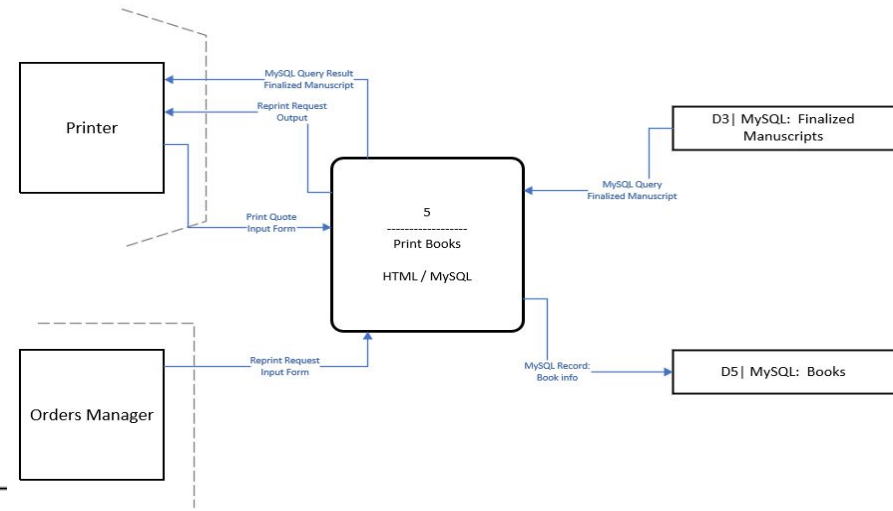 MySQL Query Result
Finalized Manuscript
Reprint Request
Output
Printer
D3| MySQL:  Finalized
Manuscripts
MySQL Query
Finalized Manuscript
5
------------------
Print Books
HTML / MySQL
Print Quote
Input Form
Reprint Request
Input Form
MySQL Record:
Book info
D5| MySQL:  Books
Orders Manager